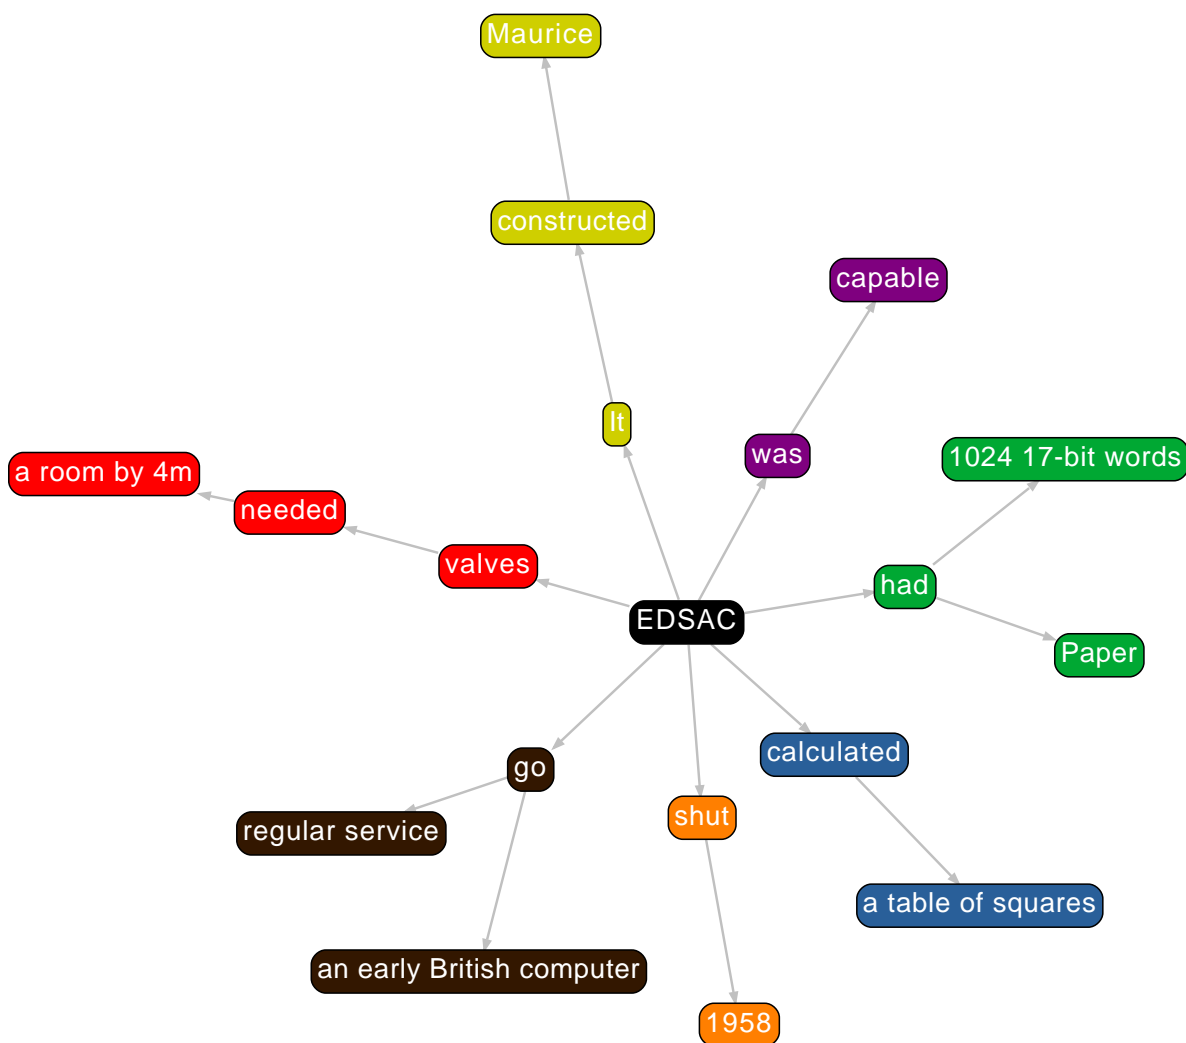 Maurice
constructed
capable
It
was
1024 17-bit words
a room by 4m
needed
valves
had
EDSAC
Paper
calculated
go
shut
regular service
a table of squares
an early British computer
1958